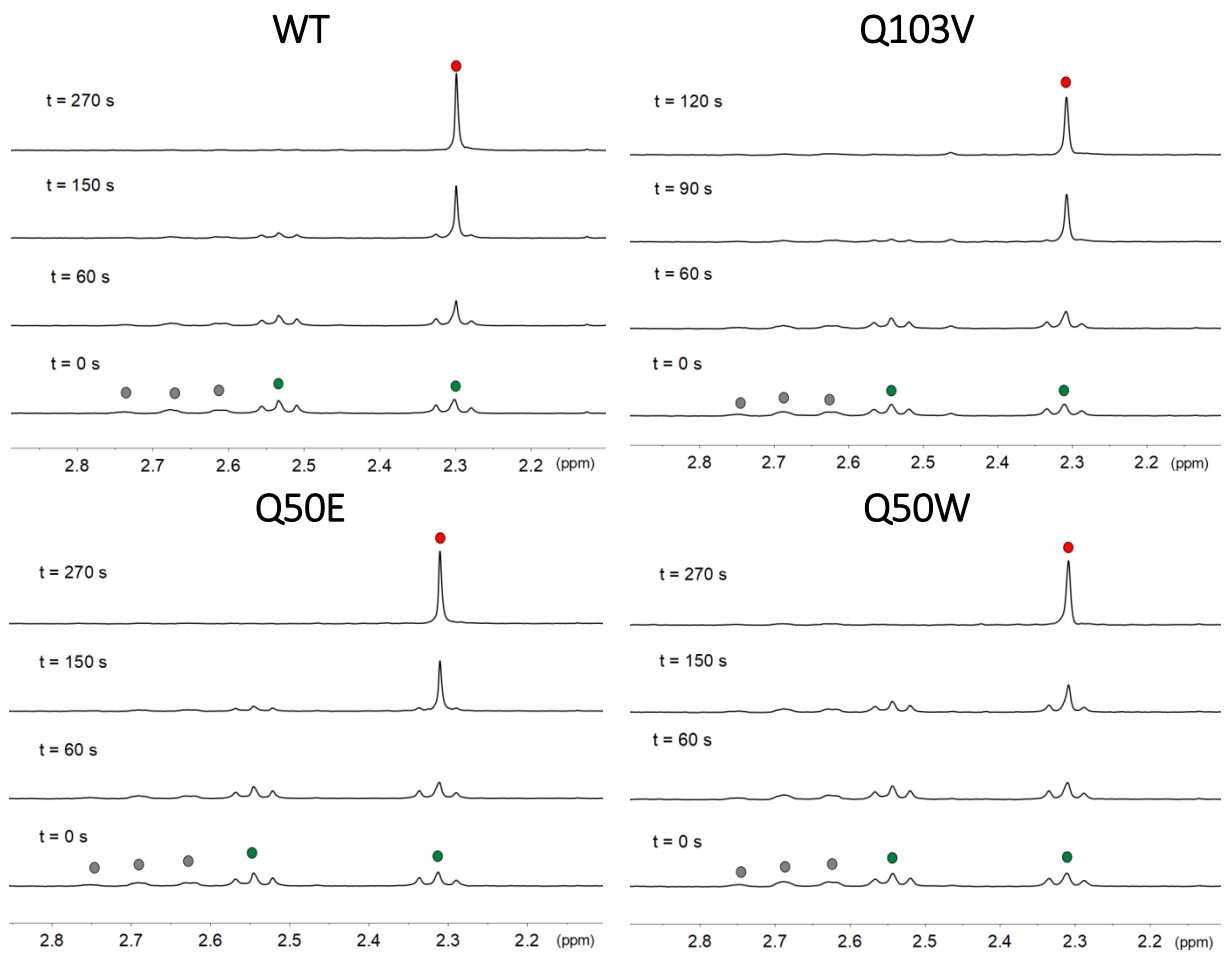 WT
t = 270 s
t = 150 s
t = 60 s
t = 0 s
2.8 2.7 2.6 2.5 2.4 2.3 2.2 (ppm)
Q103V
t = 120 s
t = 90 s
t = 60 s
t = 0 s
2.8 2.7 2.6 2.5 2.4 2.3 2.2 (ppm)
Q50E
t = 270 s
t = 150 s
t = 60 s
t = 0 s
2.8 2.7 2.6 2.5 2.4 2.3 2.2 (ppm)
Q50W
t = 270 s
t = 150 s
t = 60 s
t = 0 s
2.8 2.7 2.6 2.5 2.4 2.3 2.2 (ppm)